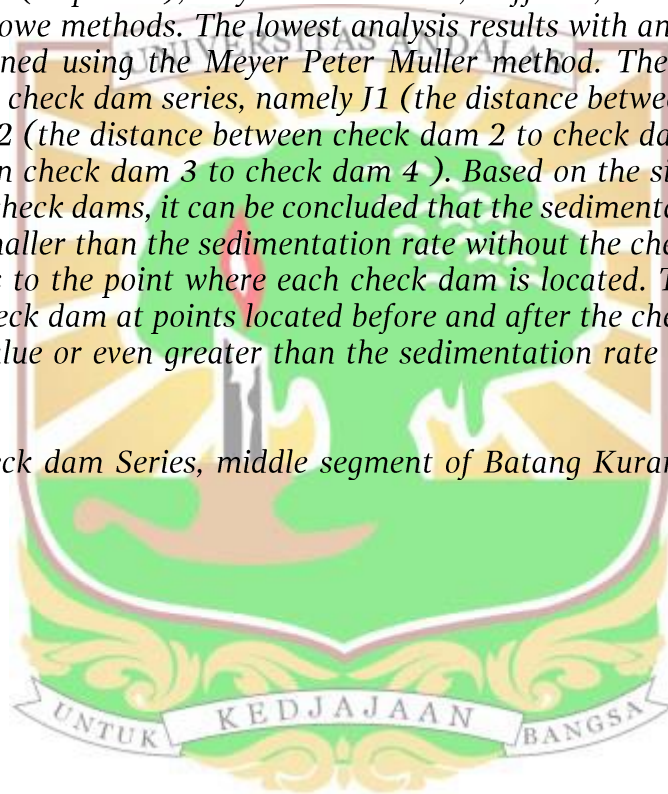 owe methods. The lowest analysis results with an
UNIVERSITAS ANDALAS
ned using the Meyer Peter Muller method. The
check dam series, namely J1 (the distance betwe
2 (the distance between check dam 2 to check da
n check dam 3 to check dam 4 ). Based on the si
check dams, it can be concluded that the sedimenta
naller than the sedimentation rate without the che
s to the point where each check dam is located. T
eck dam at points located before and after the che
alue or even greater than the sedimentation rate
eck dam Series, middle segment of Batang Kuran
UNTUK KEDJAJAAN BANGSA